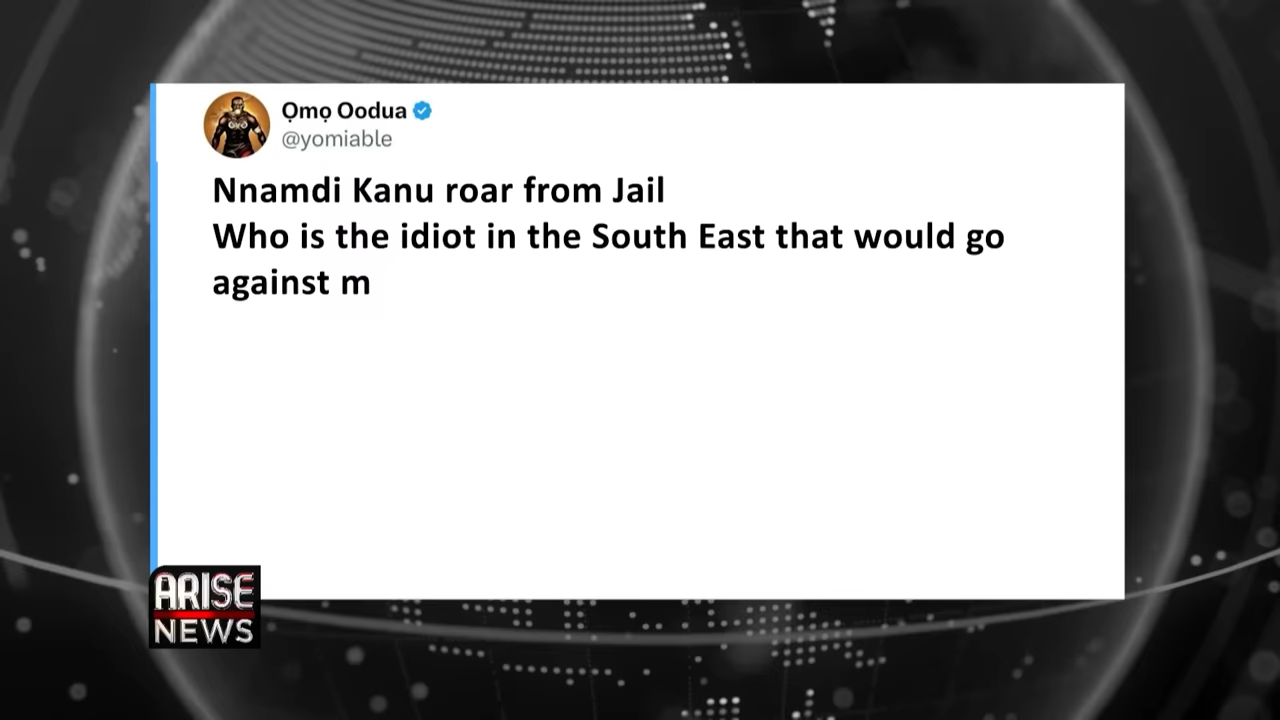 Ọmọ Oodua
@yomiable
Nnamdi Kanu roar from Jail
Who is the idiot in the South East that would go
against m
ARISE
NEWS